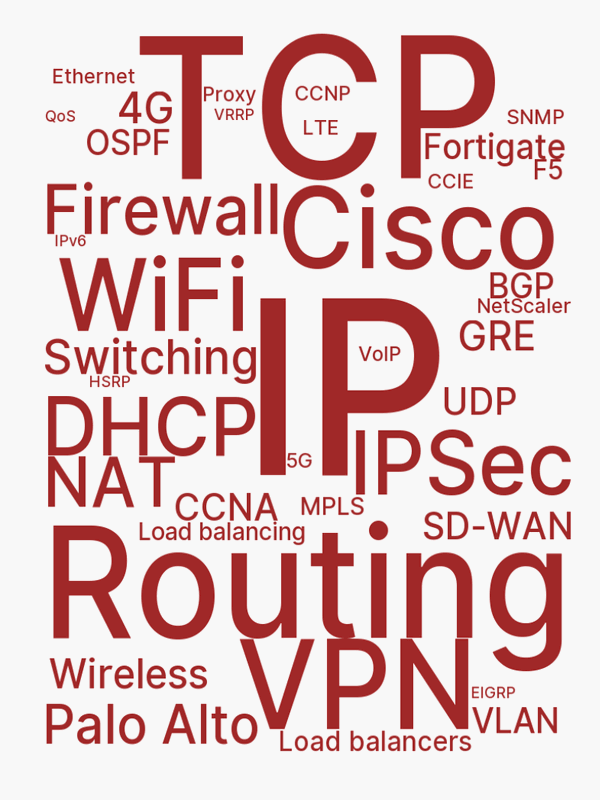 TCP
Ethernet
Proxy
CCNP
4G
QoS
VRRP
LTE
SNMP
OSPF
Fortigate
F5
CCIE
Firewall
Cisco
IPv6
WiFi
BGP
NetScaler
IP
GRE
VoIP
Switching
HSRP
UDP
DHCP
IPSec
5G
NAT
CCNA
MPLS
SD-WAN
Load balancing
Routing
VPN
Wireless
EIGRP
Palo Alto
VLAN
Load balancers